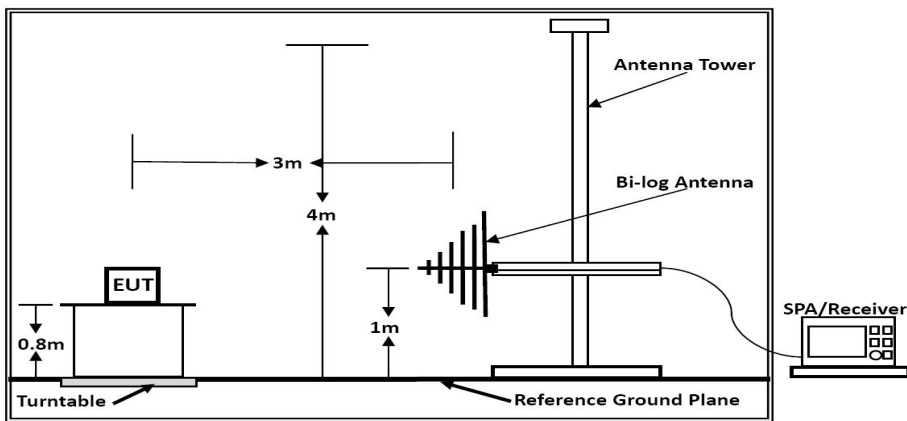 Antenna Tower
3m
Bi-log Antenna
4m
EUT
SPA/Receiver
1m
0.8m
Turntable
Reference Ground Plane